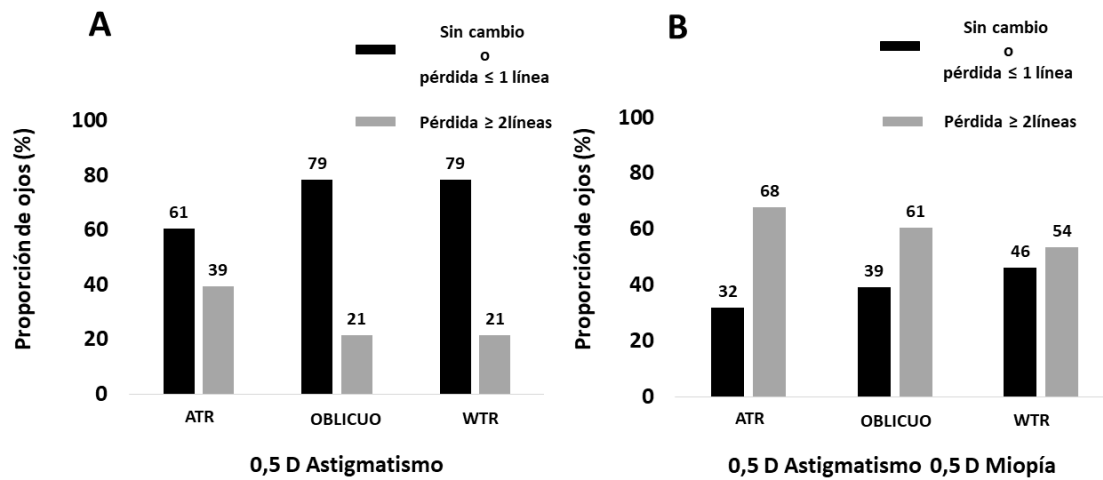 A
Sin cambio
o
pérdida ≤ 1 línea
Pérdida ≥ 2líneas
Proporción de ojos (%)
100
80
60
40
20
0
61
39
79
21
79
21
ATR
OBLICUO
WTR
0,5 D Astigmatismo
B
Sin cambio
o
pérdida ≤ 1 línea
Pérdida ≥ 2líneas
Proporción de ojos (%)
100
80
60
40
20
0
32
68
39
61
46
54
ATR
OBLICUO
WTR
0,5 D Astigmatismo 0,5 D Miopía